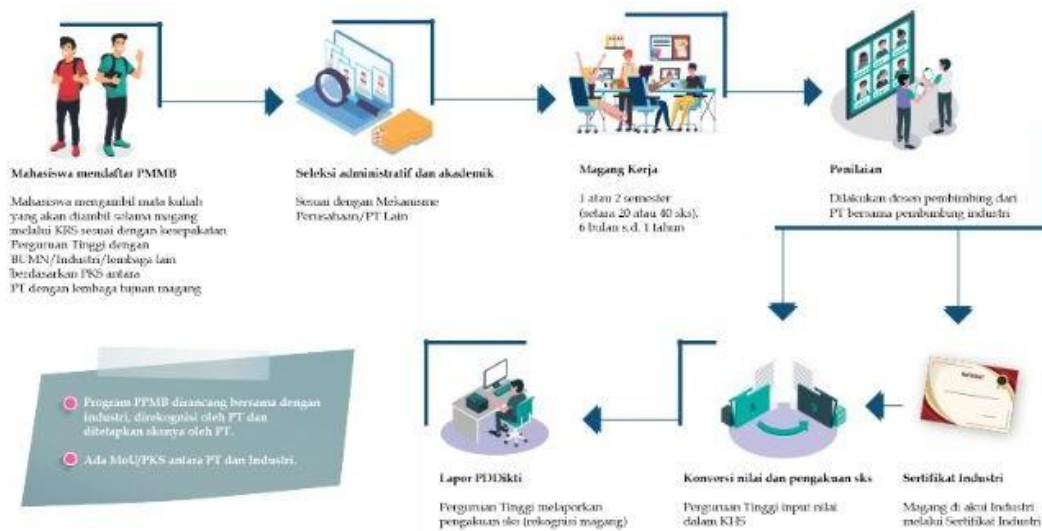 Mahasiswa mendaftar PMMB
Mahasiswa mengambil mata kuliah
yang akan diambil selama magang
melalui KRS sesuai dengan kesepakatan
Perguruan Tinggi dengan
BUMN/Industri/lembaga lain
berdasarkan PKS antara
PT dengan lembaga tujuan magang
Seleksi administratif dan akademik
Sesuai dengan Mekanisme
Perusahaan/PT Lain
Magang Kerja
1 atau 2 semester
(setara 20 atau 40 sks).
6 bulan s.d. 1 tahun
Penilaian
Dilakukan dosen pembimbing dari
PT bersama pembimbing industri
Program PPMB dirancang bersama dengan
industri, direkognisi oleh PT dan
ditetapkan sksnya oleh PT.
Ada MoU/PKS antara PT dan Industri.
Lapor PDDikti
Perguruan Tinggi melaporkan
pengakuan sks (rekognisi magang)
Konversi nilai dan pengakuan sks
Perguruan Tinggi input nilai
dalam KHS
Sertifikat Industri
Magang di akui Industri
melalui Sertifikat Industri